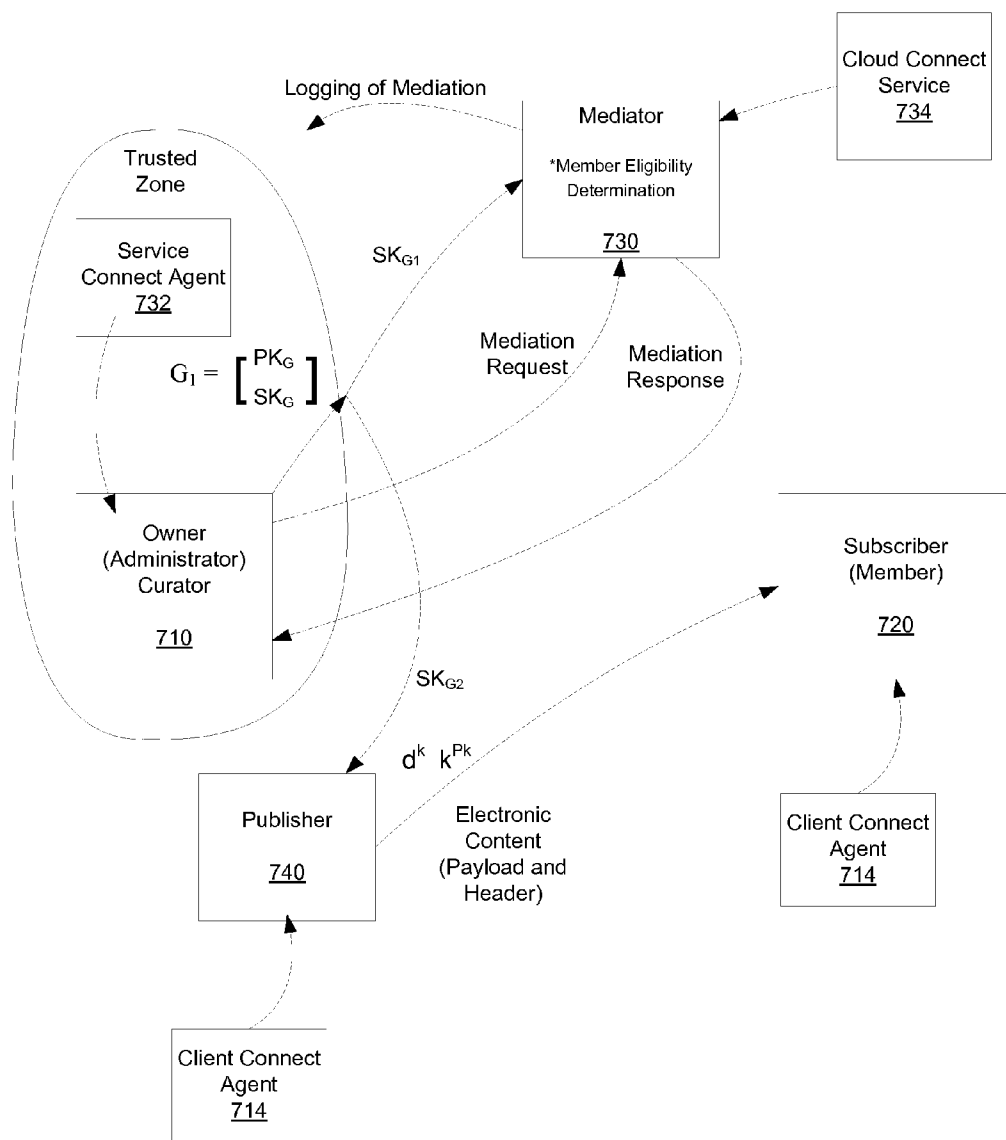 Cloud Connect
Service
734
Logging of Mediation
Mediator
*Member Eligibility
Determination
730
Trusted
Zone
Service
Connect Agent
732
SKG1
G1 = [ PKG
SKG ]
Mediation
Request
Mediation
Response
Owner
(Administrator)
Curator
710
Subscriber
(Member)
720
SKG2
d^k k^Pk
Publisher
740
Electronic
Content
(Payload and
Header)
Client Connect
Agent
714
Client Connect
Agent
714